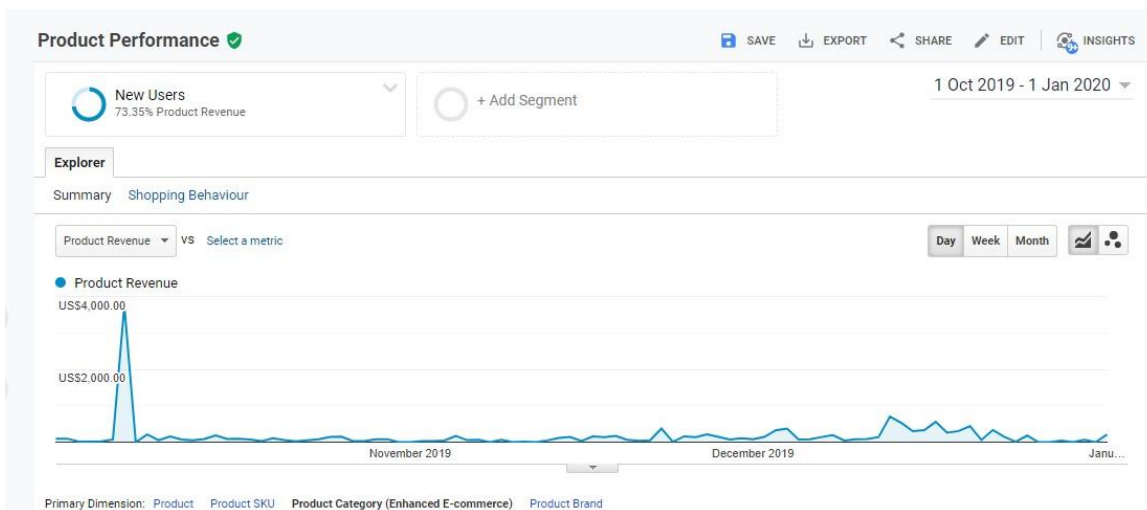 Product Performance
SAVE EXPORT SHARE EDIT INSIGHTS
9+
New Users
73.35% Product Revenue
+ Add Segment
1 Oct 2019 - 1 Jan 2020
Explorer
Summary Shopping Behaviour
Product Revenue VS Select a metric
Day Week Month
Product Revenue
US$4,000.00
US$2,000.00
November 2019 December 2019 Janu...
Primary Dimension: Product Product SKU Product Category (Enhanced E-commerce) Product Brand